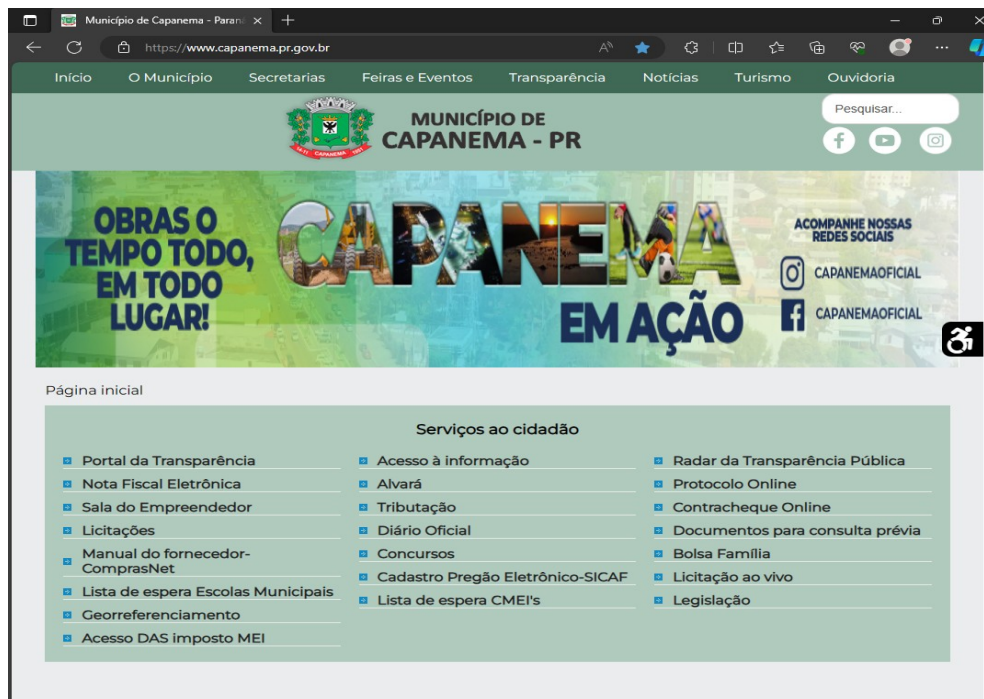 Município de Capanema - Paraná
https://www.capanema.pr.gov.br
Início O Município Secretarias Feiras e Eventos Transparência Notícias Turismo Ouvidoria
MUNICÍPIO DE
CAPANEMA - PR
Pesquisar...
CAPANEMA
OBRAS O
TEMPO TODO,
EM TODO
LUGAR!
CAPANEMA
EM AÇÃO
ACOMPANHE NOSSAS
REDES SOCIAIS
CAPANEMAOFICIAL
CAPANEMAOFICIAL
Página inicial
Serviços ao cidadão
Portal da Transparência
Nota Fiscal Eletrônica
Sala do Empreendedor
Licitações
Manual do fornecedor-
ComprasNet
Lista de espera Escolas Municipais
Georreferenciamento
Acesso DAS imposto MEI
Acesso à informação
Alvará
Tributação
Diário Oficial
Concursos
Cadastro Pregão Eletrônico-SICAF
Lista de espera CMEI's
Radar da Transparência Pública
Protocolo Online
Contracheque Online
Documentos para consulta prévia
Bolsa Família
Licitação ao vivo
Legislação